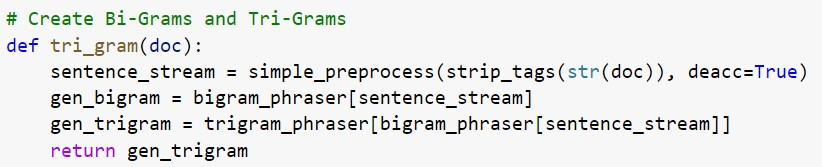 # Create Bi-Grams and Tri-Grams
def tri_gram(doc):
    sentence_stream = simple_preprocess(strip_tags(str(doc)), deacc=True)
    gen_bigram = bigram_phraser[sentence_stream]
    gen_trigram = trigram_phraser[bigram_phraser[sentence_stream]]
    return gen_trigram